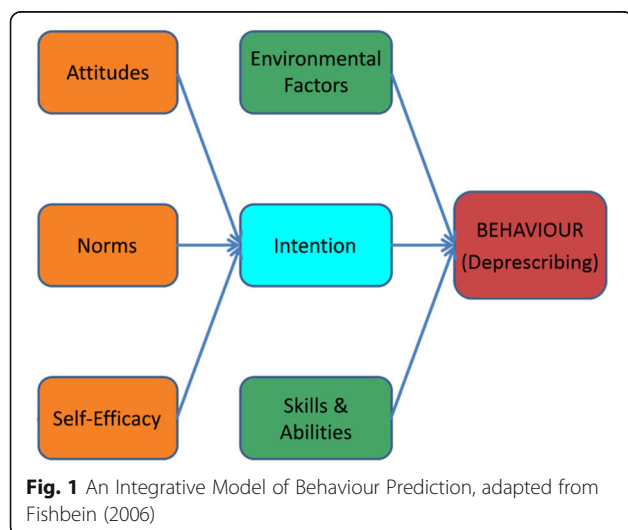 Attitudes
Environmental
Factors
Norms
Intention
BEHAVIOUR
(Deprescribing)
Self-Efficacy
Skills &
Abilities
Fig. 1 An Integrative Model of Behaviour Prediction, adapted from
Fishbein (2006)